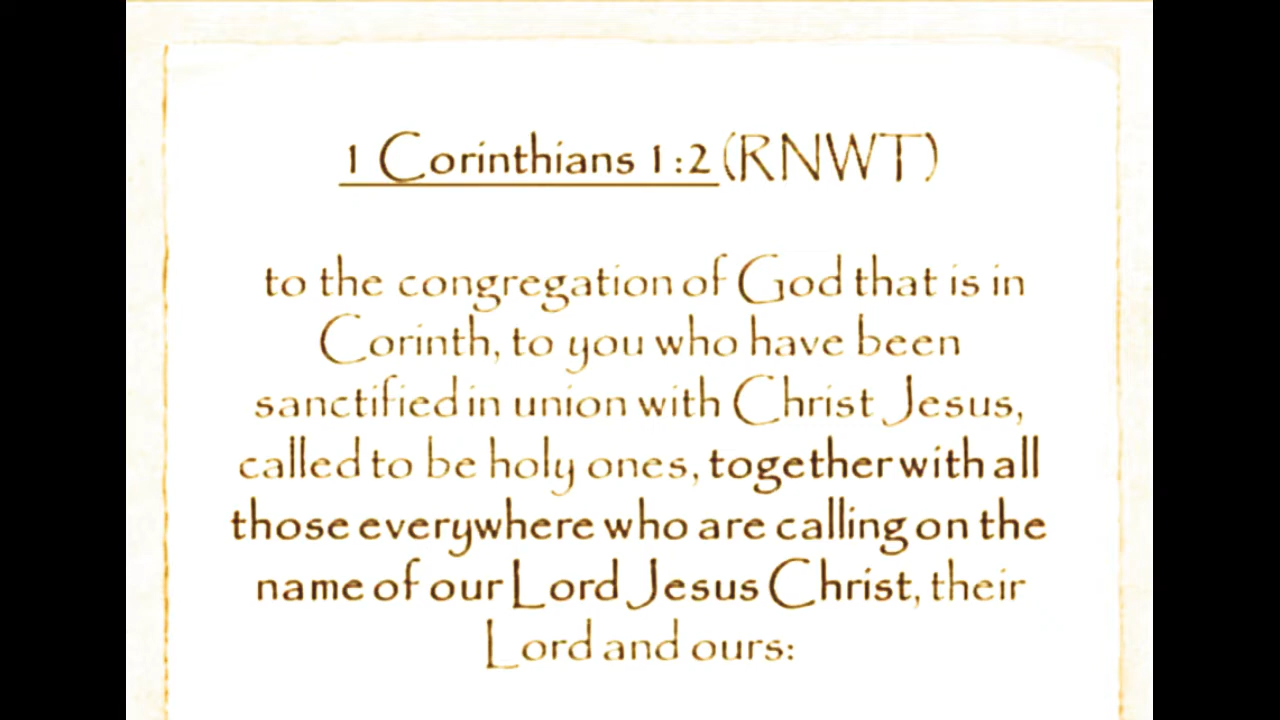 1 Corinthians 1:2 (RNWT)
to the congregation of God that is in
Corinth, to you who have been
sanctified in union with Christ Jesus,
called to be holy ones, together with all
those everywhere who are calling on the
name of our Lord Jesus Christ, their
Lord and ours: